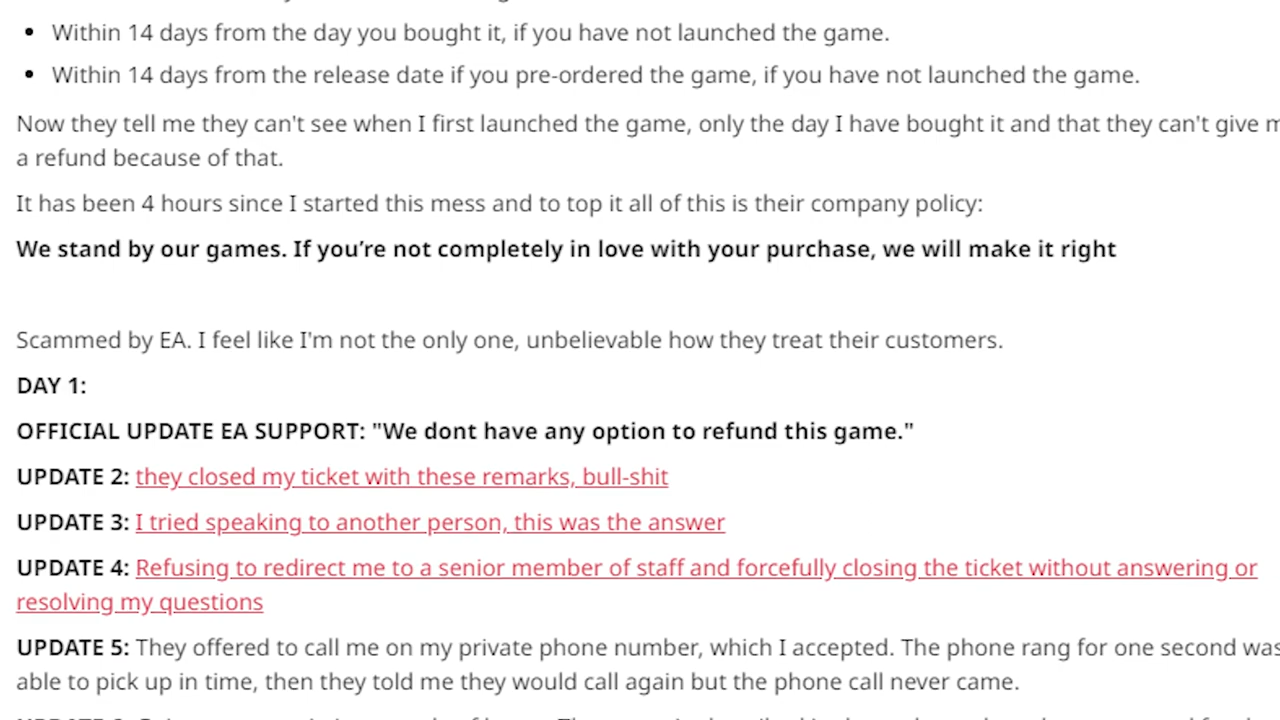 Within 14 days from the day you bought it, if you have not launched the game.
Within 14 days from the release date if you pre-ordered the game, if you have not launched the game.
Now they tell me they can't see when I first launched the game, only the day I have bought it and that they can't give
a refund because of that.
It has been 4 hours since I started this mess and to top it all of this is their company policy:
We stand by our games. If you’re not completely in love with your purchase, we will make it right
Scammed by EA. I feel like I'm not the only one, unbelievable how they treat their customers.
DAY 1:
OFFICIAL UPDATE EA SUPPORT: "We dont have any option to refund this game."
UPDATE 2: they closed my ticket with these remarks, bull-shit
UPDATE 3: I tried speaking to another person, this was the answer
UPDATE 4: Refusing to redirect me to a senior member of staff and forcefully closing the ticket without answering or
resolving my questions
UPDATE 5: They offered to call me on my private phone number, which I accepted. The phone rang for one second was
able to pick up in time, then they told me they would call again but the phone call never came.